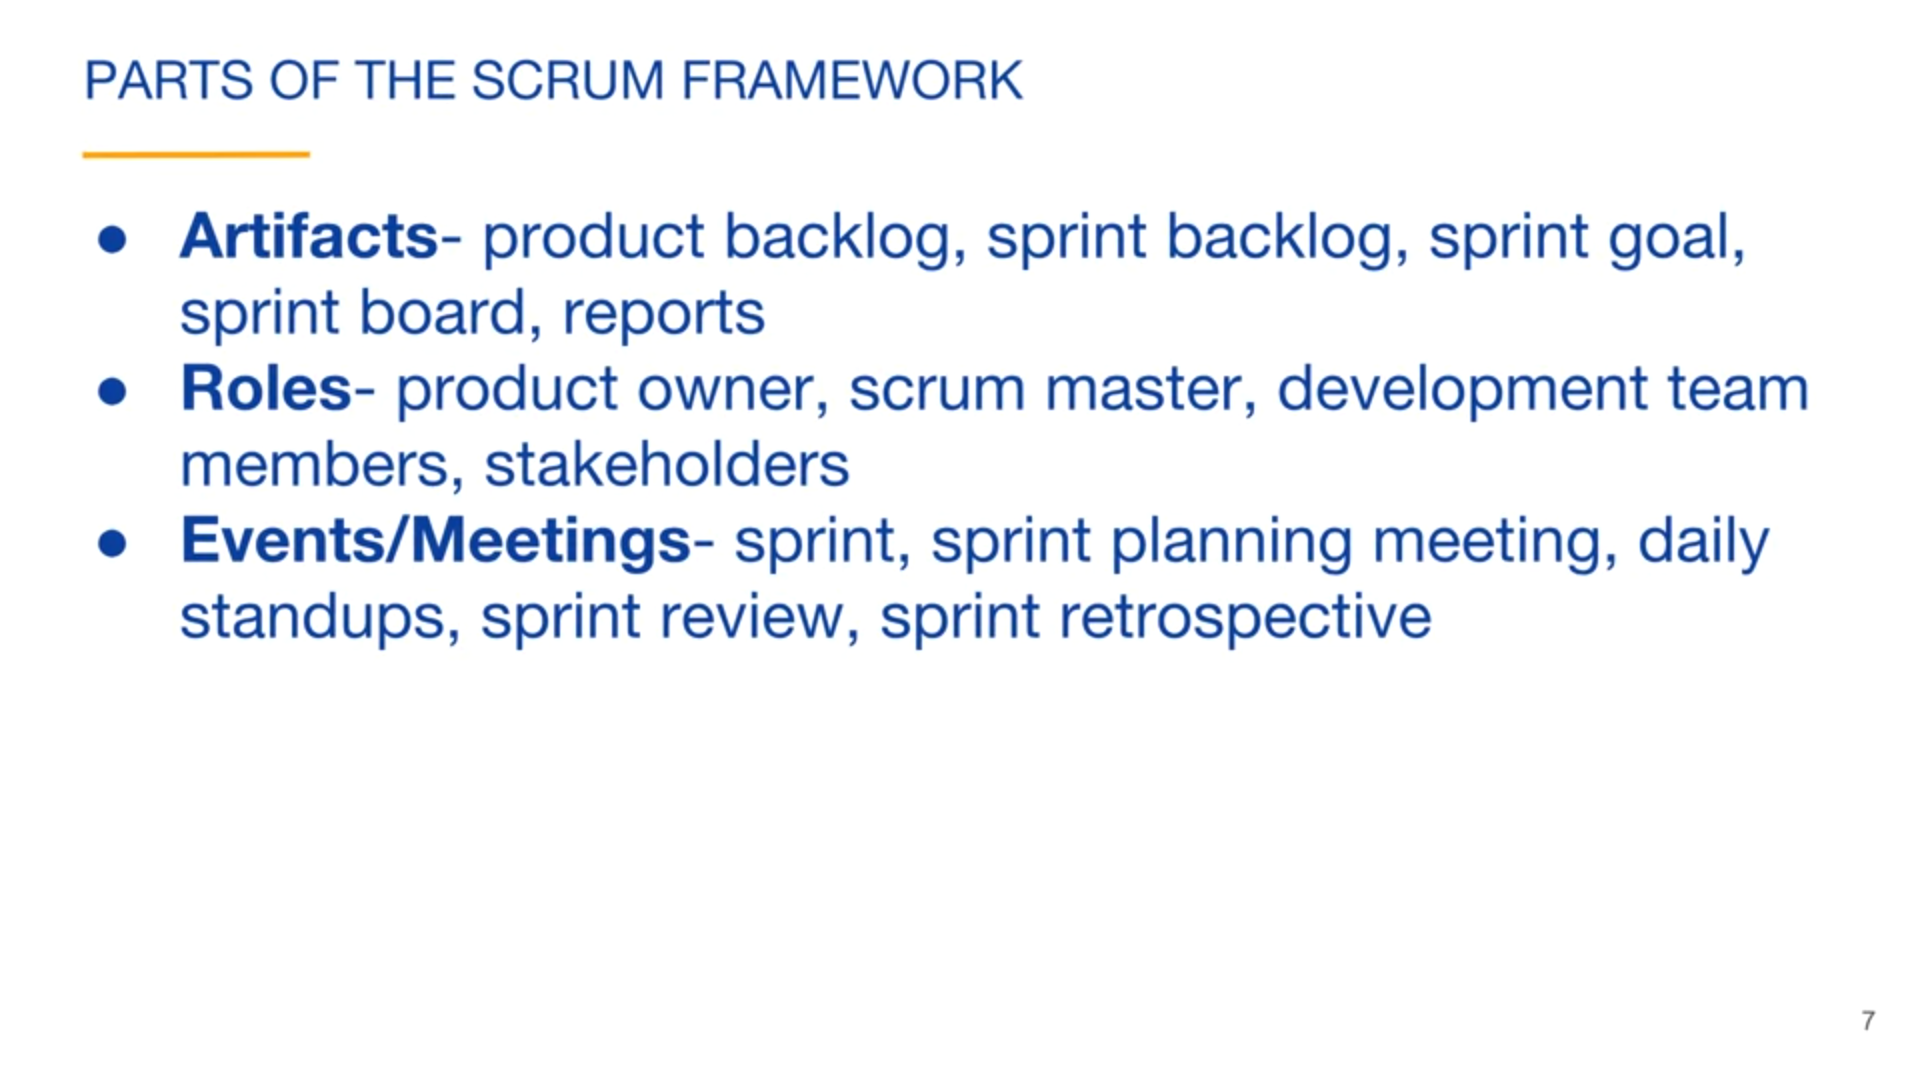 PARTS OF THE SCRUM FRAMEWORK
● Artifacts- product backlog, sprint backlog, sprint goal,
sprint board, reports
● Roles- product owner, scrum master, development team
members, stakeholders
● Events/Meetings- sprint, sprint planning meeting, daily
standups, sprint review, sprint retrospective
7